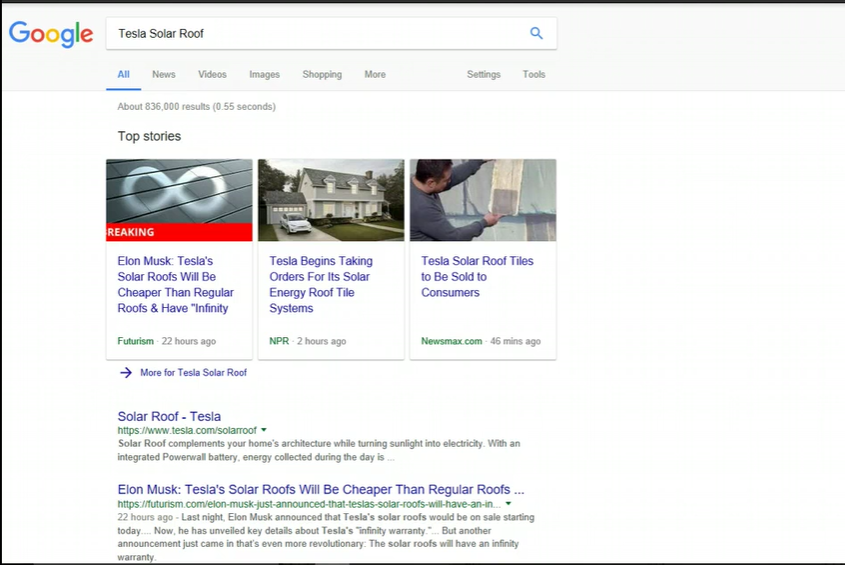 Google
Tesla Solar Roof
All News Videos Images Shopping More Settings Tools
About 836,000 results (0.55 seconds)
Top stories
REAKING
Elon Musk: Tesla's
Solar Roofs Will Be
Cheaper Than Regular
Roofs & Have "Infinity
Futurism · 22 hours ago
Tesla Begins Taking
Orders For Its Solar
Energy Roof Tile
Systems
NPR · 2 hours ago
Tesla Solar Roof Tiles
to Be Sold to
Consumers
Newsmax.com · 46 mins ago
More for Tesla Solar Roof
Solar Roof - Tesla
https://www.tesla.com/solarroof
Solar Roof complements your home's architecture while turning sunlight into electricity. With an
integrated Powerwall battery, energy collected during the day is ...
Elon Musk: Tesla's Solar Roofs Will Be Cheaper Than Regular Roofs ...
https://futurism.com/elon-musk-just-announced-that-teslas-solar-roofs-will-have-an-in...
22 hours ago - Last night, Elon Musk announced that Tesla's solar roofs would be on sale starting
today.... Now, he has unveiled key details about Tesla's "infinity warranty."... But another
announcement just came in that's even more revolutionary: The solar roofs will have an infinity
warranty.